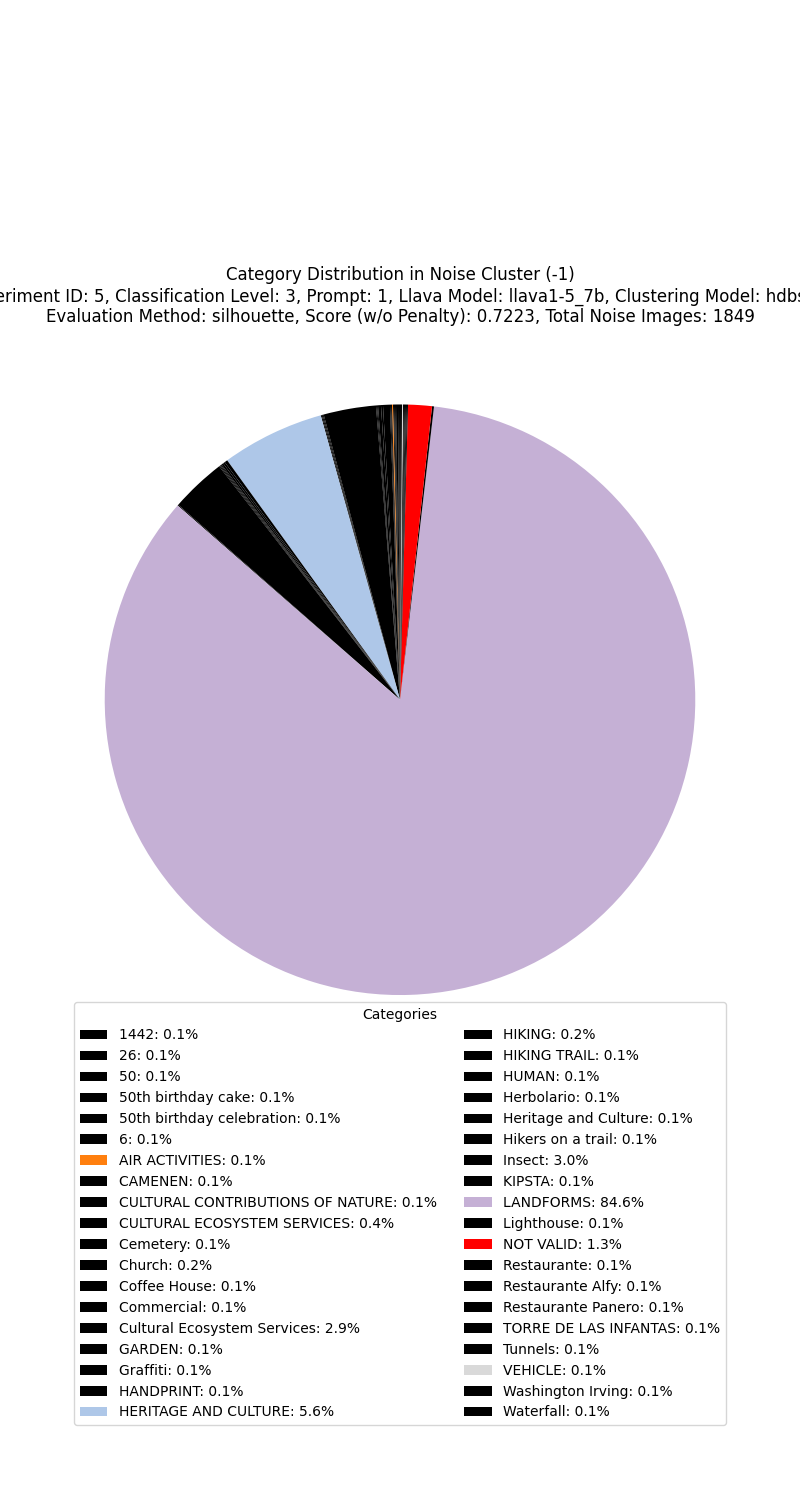 Category Distribution in Noise Cluster (-1)
eriment ID: 5, Classification Level: 3, Prompt: 1, Llava Model: llava1-5_7b, Clustering Model: hdbs
Evaluation Method: silhouette, Score (w/o Penalty): 0.7223, Total Noise Images: 1849
Categories
1442: 0.1%
26: 0.1%
50: 0.1%
50th birthday cake: 0.1%
50th birthday celebration: 0.1%
6: 0.1%
AIR ACTIVITIES: 0.1%
CAMENEN: 0.1%
CULTURAL CONTRIBUTIONS OF NATURE: 0.1%
CULTURAL ECOSYSTEM SERVICES: 0.4%
Cemetery: 0.1%
Church: 0.2%
Coffee House: 0.1%
Commercial: 0.1%
Cultural Ecosystem Services: 2.9%
GARDEN: 0.1%
Graffiti: 0.1%
HANDPRINT: 0.1%
HERITAGE AND CULTURE: 5.6%
HIKING: 0.2%
HIKING TRAIL: 0.1%
HUMAN: 0.1%
Herbolario: 0.1%
Heritage and Culture: 0.1%
Hikers on a trail: 0.1%
Insect: 3.0%
KIPSTA: 0.1%
LANDFORMS: 84.6%
Lighthouse: 0.1%
NOT VALID: 1.3%
Restaurante: 0.1%
Restaurante Alfy: 0.1%
Restaurante Panero: 0.1%
TORRE DE LAS INFANTAS: 0.1%
Tunnels: 0.1%
VEHICLE: 0.1%
Washington Irving: 0.1%
Waterfall: 0.1%